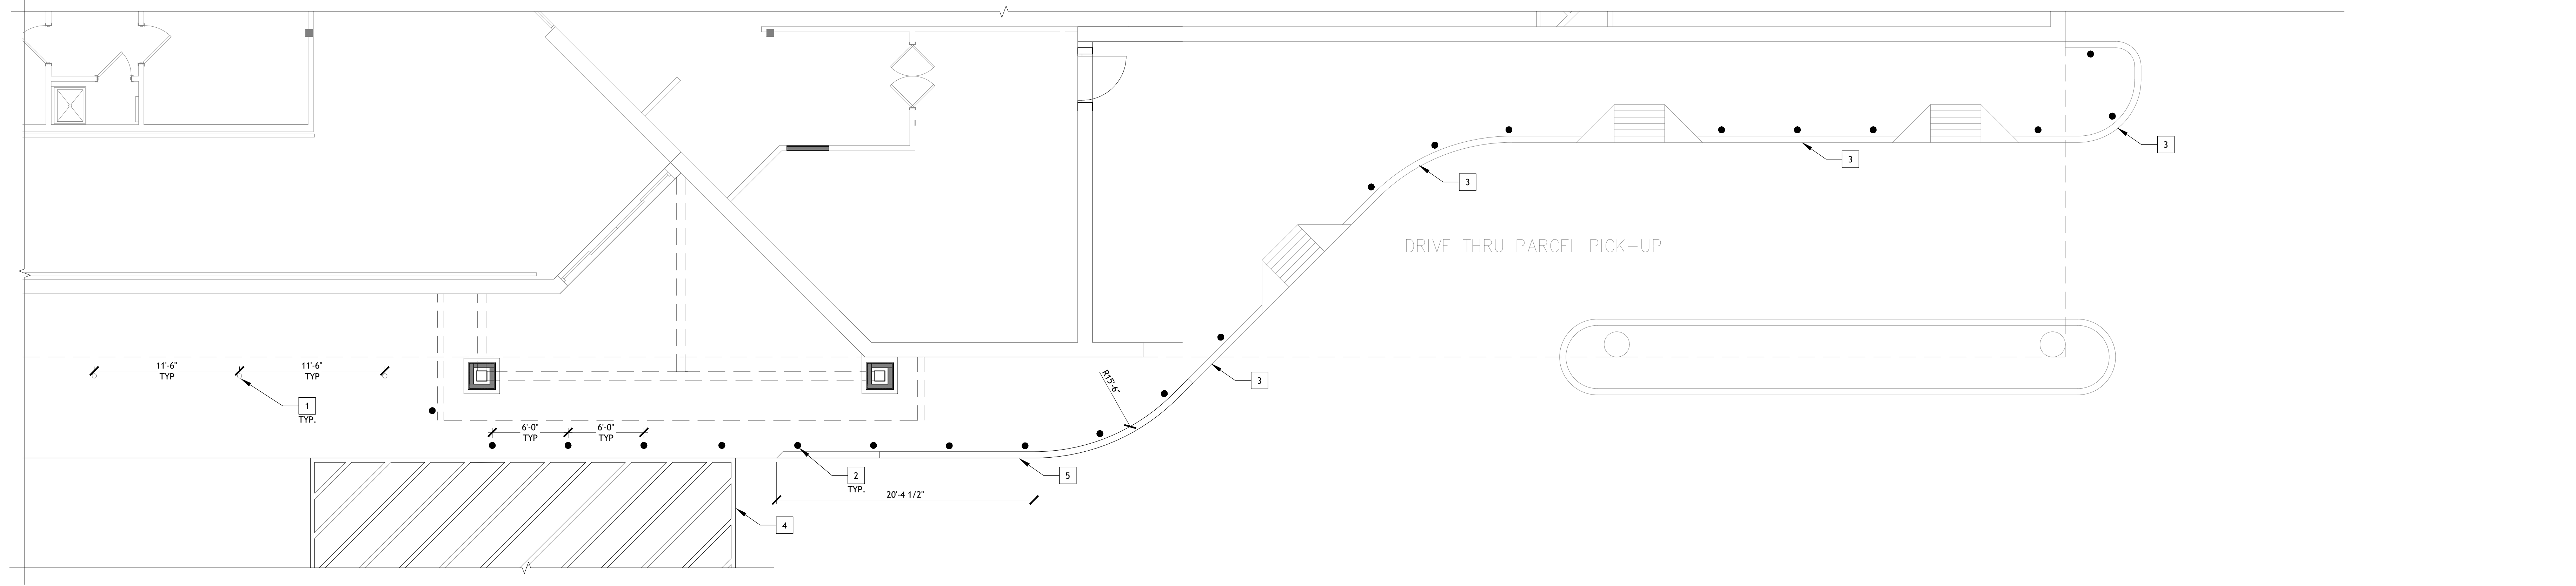 3
3
3
DRIVE THRU PARCEL PICK-UP
11'-6"
TYP
11'-6"
TYP
3
R15'-6"
1
TYP.
6'-0"
TYP
6'-0"
TYP
2
TYP.
5
20'-4 1/2"
4